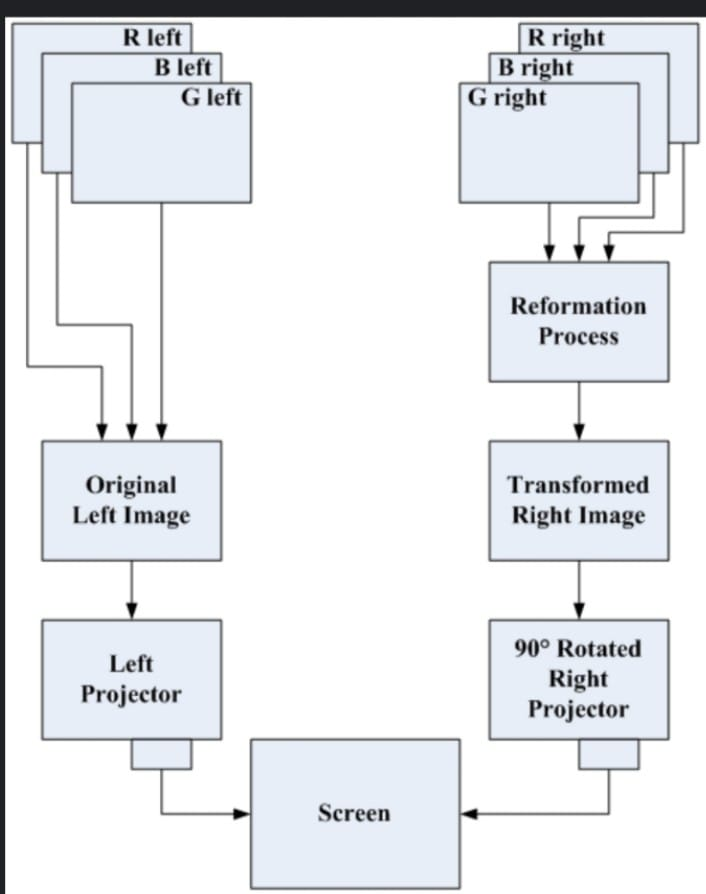 R left
B left
G left
R right
B right
G right
Reformation
Process
Original
Left Image
Transformed
Right Image
Left
Projector
90° Rotated
Right
Projector
Screen